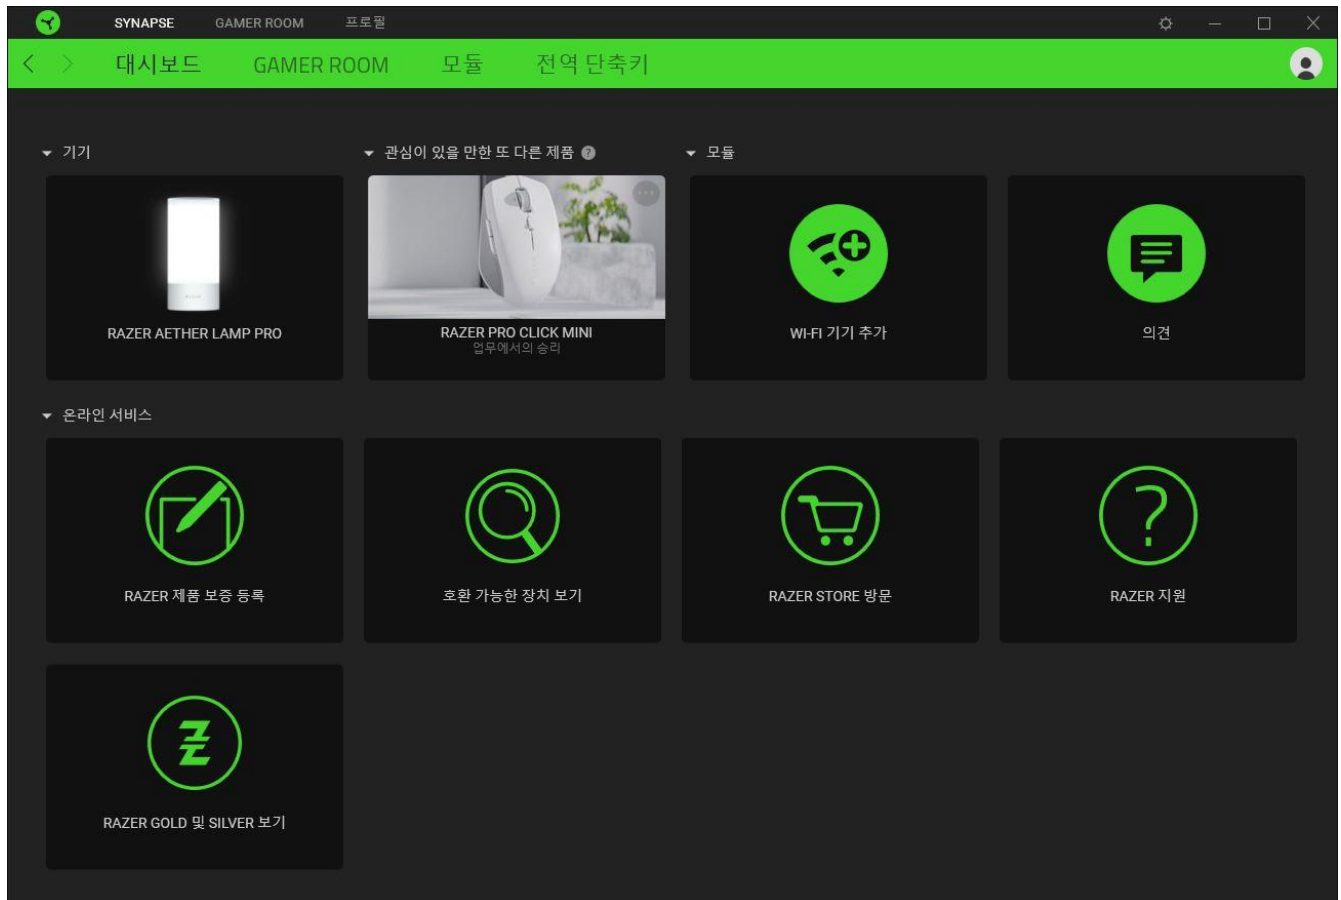 SYNAPSE GAMER ROOM 프로필
대시보드 GAMER ROOM 모듈 전역 단축키
기기
관심이 있을 만한 또 다른 제품 ?
모듈
RAZER AETHER LAMP PRO
RAZER PRO CLICK MINI
업무에서의 승리
WI-FI 기기 추가
의견
온라인 서비스
RAZER 제품 보증 등록
호환 가능한 장치 보기
RAZER STORE 방문
RAZER 지원
RAZER GOLD 및 SILVER 보기